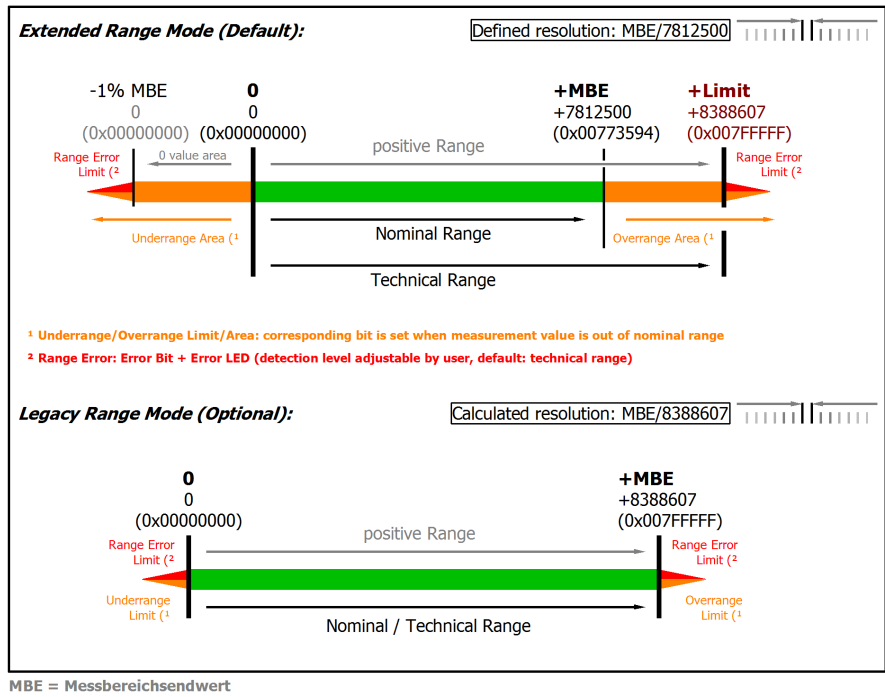 Extended Range Mode (Default):
Defined resolution: MBE/7812500
-1% MBE
0
(0x00000000)
0
0
(0x00000000)
+MBE
+7812500
(0x00773594)
+Limit
+8388607
(0x007FFFFF)
Range Error
Limit (²
0 value area
positive Range
Range Error
Limit (²
Underrange Area (¹
Nominal Range
Overrange Area (¹
Technical Range
¹ Underrange/Overrange Limit/Area: corresponding bit is set when measurement value is out of nominal range
² Range Error: Error Bit + Error LED (detection level adjustable by user, default: technical range)
Legacy Range Mode (Optional):
Calculated resolution: MBE/8388607
0
0
(0x00000000)
+MBE
+8388607
(0x007FFFFF)
Range Error
Limit (²
positive Range
Range Error
Limit (²
Underrange
Limit (¹
Nominal / Technical Range
Overrange
Limit (¹
MBE = Messbereichsendwert